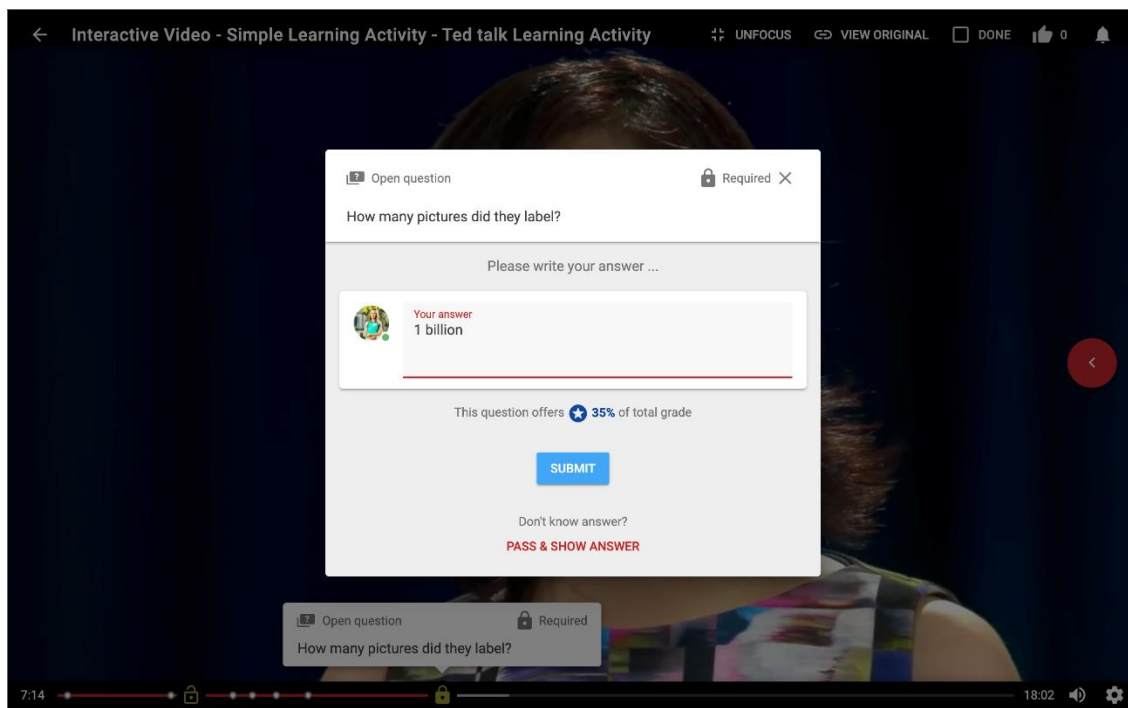 Interactive Video - Simple Learning Activity - Ted talk Learning Activity
UNFOCUS
VIEW ORIGINAL
DONE
0
Open question
Required
How many pictures did they label?
Please write your answer ...
Your answer
1 billion
This question offers 35% of total grade
SUBMIT
Don't know answer?
PASS & SHOW ANSWER
Open question
Required
How many pictures did they label?
7:14
18:02